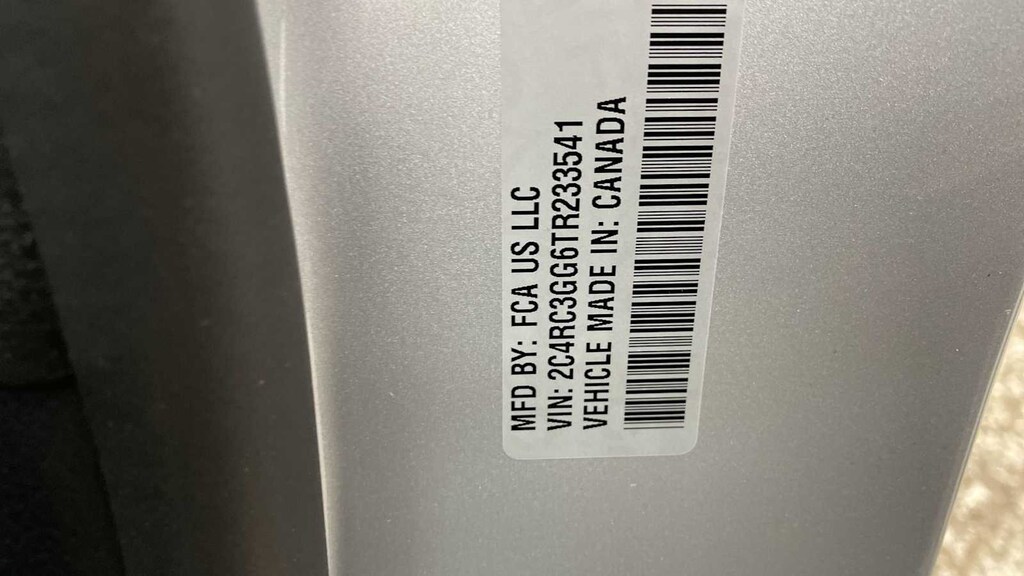 MFD BY: FCA US LLC
VIN: 2C4RC3GG6TR233541
VEHICLE MADE IN: CANADA